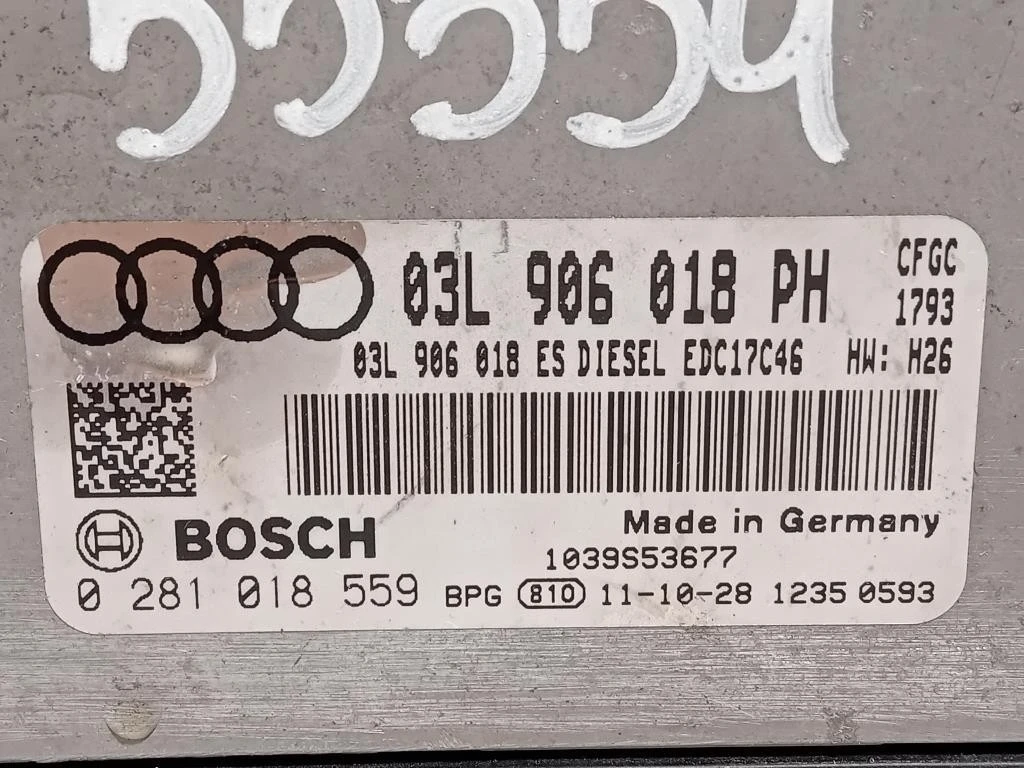 55554
03L 906 018 PH
CFGC
1793
03L 906 018 ES DIESEL EDC17C46 HW: H26
BOSCH
Made in Germany
1039S53677
0 281 018 559 BPG 810 11-10-28 1235 0593